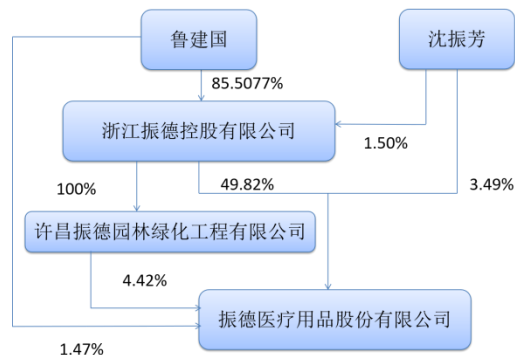 鲁建国
沈振芳
85.5077%
浙江振德控股有限公司
1.50%
100%
49.82%
3.49%
许昌振德园林绿化工程有限公司
4.42%
振德医疗用品股份有限公司
1.47%